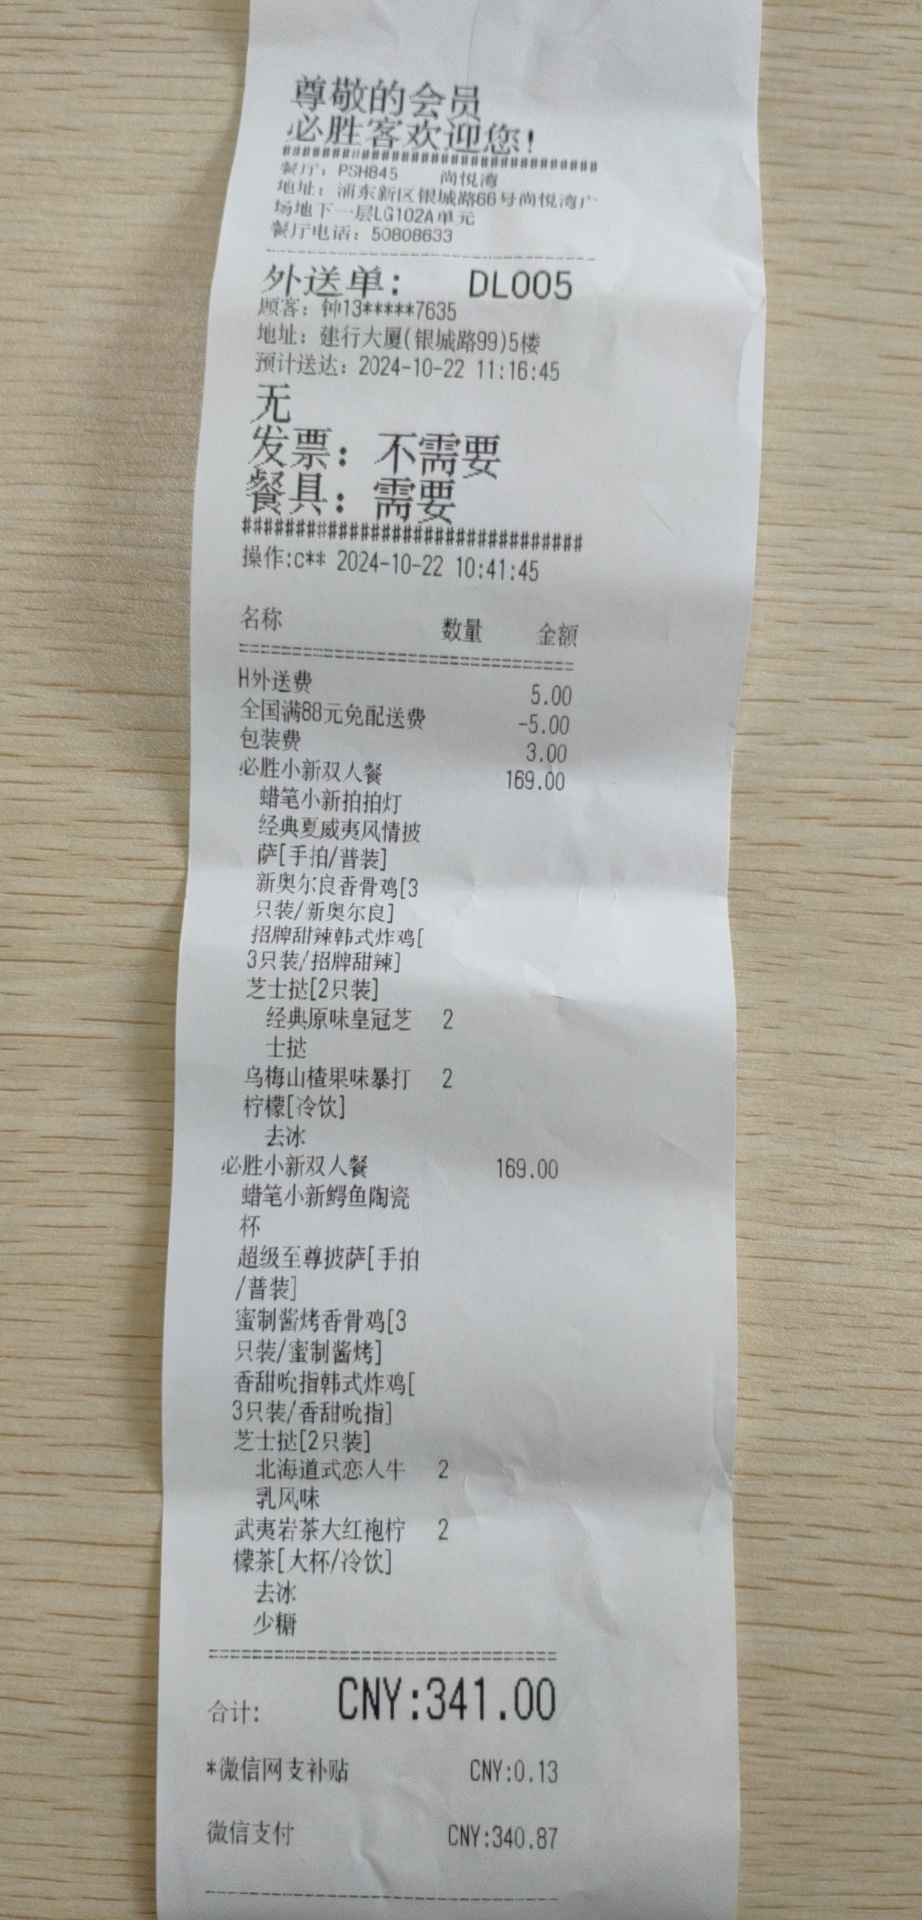 尊敬的会员
必胜客欢迎您!
######################################
餐厅: PSH845 尚悦湾
地址: 浦东新区银城路66号尚悦湾广
场地下一层LG102A单元
餐厅电话: 50808633
--------------------------------------
外送单: DL005
顾客: 钟13*****7635
地址: 建行大厦(银城路99)5楼
预计送达: 2024-10-22 11:16:45
无
发票: 不需要
餐具: 需要
######################################
操作:c** 2024-10-22 10:41:45
名称 数量 金额
======================================
H外送费 5.00
全国满88元免配送费 -5.00
包装费 3.00
必胜小新双人餐 169.00
蜡笔小新拍拍灯
经典夏威夷风情披
萨[手拍/普装]
新奥尔良香骨鸡[3
只装/新奥尔良]
招牌甜辣韩式炸鸡[
3只装/招牌甜辣]
芝士挞[2只装]
经典原味皇冠芝 2
士挞
乌梅山楂果味暴打 2
柠檬[冷饮]
去冰
必胜小新双人餐 169.00
蜡笔小新鳄鱼陶瓷
杯
超级至尊披萨[手拍
/普装]
蜜制酱烤香骨鸡[3
只装/蜜制酱烤]
香甜吮指韩式炸鸡[
3只装/香甜吮指]
芝士挞[2只装]
北海道式恋人牛 2
乳风味
武夷岩茶大红袍柠 2
檬茶[大杯/冷饮]
去冰
少糖
======================================
合计: CNY:341.00
*微信网支补贴 CNY:0.13
微信支付 CNY:340.87
--------------------------------------